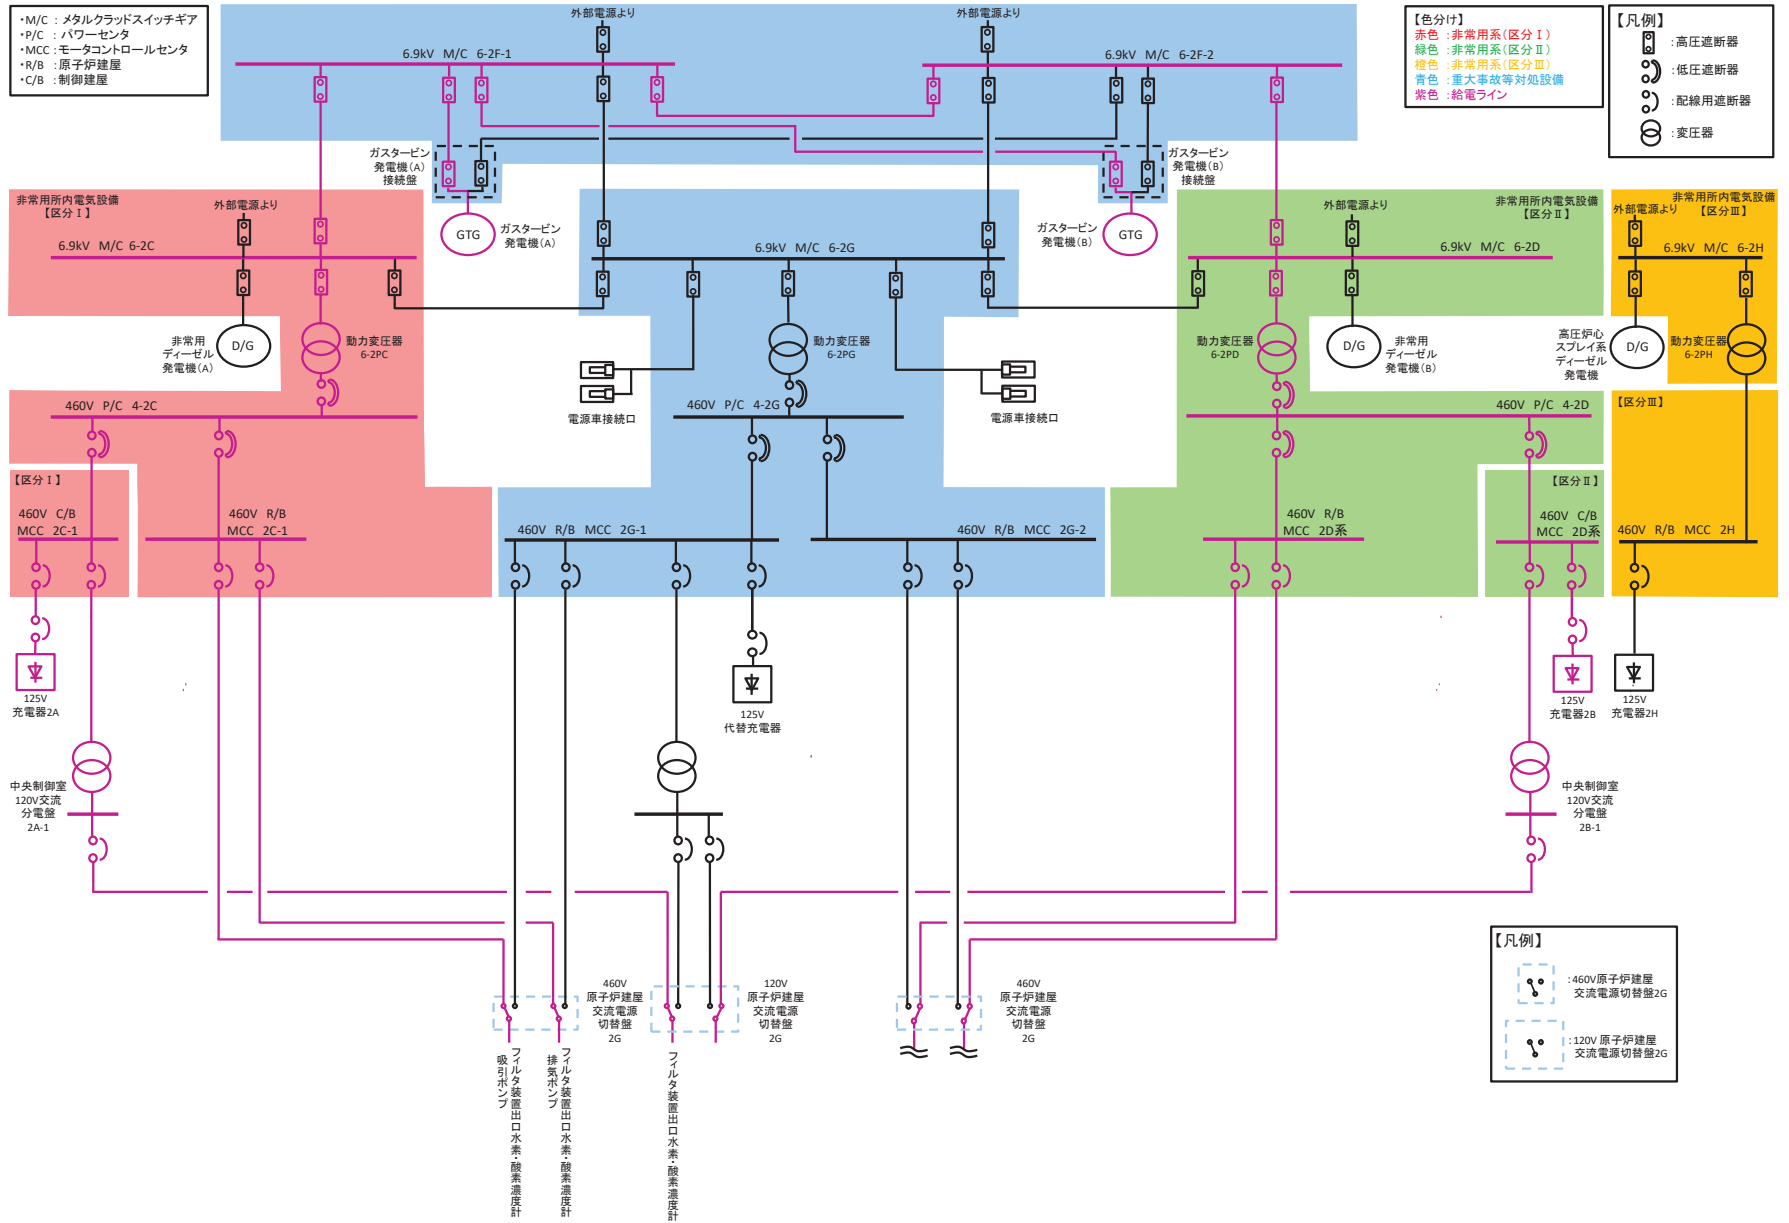 ・M/C ： メタルクラッドスイッチギア
・P/C ： パワーセンタ
・MCC ：モータコントロールセンタ
・R/B ：原子炉建屋
・C/B ：制御建屋
外部電源より
6.9kV M/C 6-2F-1
外部電源より
6.9kV M/C 6-2F-2
【色分け】
赤色 ：非常用系(区分Ⅰ)
緑色 ：非常用系(区分Ⅱ)
橙色 ：非常用系(区分Ⅲ)
青色 ：重大事故等対処設備
紫色 ：給電ライン
【凡例】
：高圧遮断器
：低圧遮断器
：配線用遮断器
：変圧器
ガスタービン
発電機(A)
接続盤
ガスタービン
発電機(B)
接続盤
GTG
ガスタービン
発電機(A)
ガスタービン
発電機(B)
GTG
非常用所内電気設備
【区分Ⅰ】
外部電源より
6.9kV M/C 6-2C
非常用
ディーゼル
発電機(A)
D/G
動力変圧器
6-2PC
460V P/C 4-2C
6.9kV M/C 6-2G
動力変圧器
6-2PG
460V P/C 4-2G
電源車接続口
電源車接続口
非常用所内電気設備
【区分Ⅱ】
外部電源より
6.9kV M/C 6-2D
動力変圧器
6-2PD
D/G
非常用
ディーゼル
発電機(B)
460V P/C 4-2D
非常用所内電気設備
【区分Ⅲ】
外部電源より
6.9kV M/C 6-2H
高圧炉心
スプレイ系
ディーゼル
発電機
D/G
動力変圧器
6-2PH
【区分Ⅲ】
【区分Ⅰ】
460V C/B
MCC 2C-1
460V R/B
MCC 2C-1
460V R/B MCC 2G-1
460V R/B MCC 2G-2
460V R/B
MCC 2D系
【区分Ⅱ】
460V C/B
MCC 2D系
460V R/B MCC 2H
125V
充電器2A
125V
代替充電器
125V
充電器2B
125V
充電器2H
中央制御室
120V交流
分電盤
2A-1
中央制御室
120V交流
分電盤
2B-1
460V
原子炉建屋
交流電源
切替盤
2G
120V
原子炉建屋
交流電源
切替盤
2G
460V
原子炉建屋
交流電源
切替盤
2G
フィルタ装置出口水素・酸素濃度計
吸引ポンプ
フィルタ装置出口水素・酸素濃度計
排気ポンプ
フィルタ装置出口水素・酸素濃度計
【凡例】
：460V原子炉建屋
交流電源切替盤2G
：120V 原子炉建屋
交流電源切替盤2G